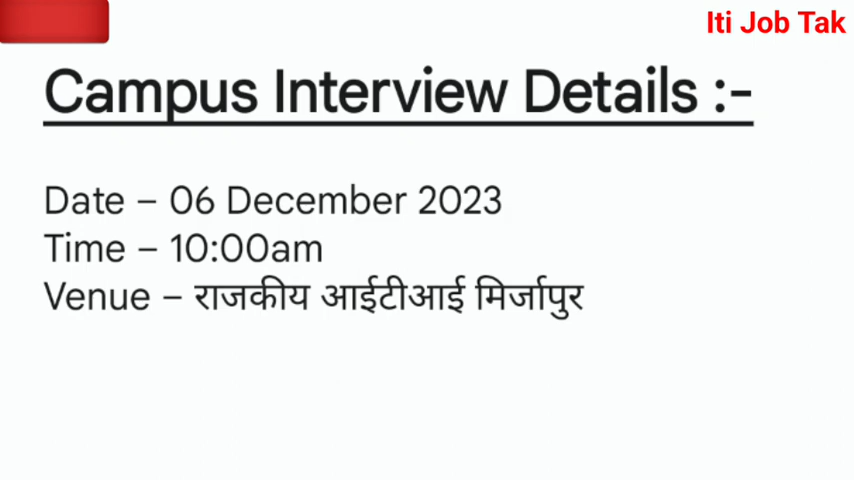 Iti Job Tak
Campus Interview Details :-
Date – 06 December 2023
Time – 10:00am
Venue – राजकीय आईटीआई मिर्जापुर